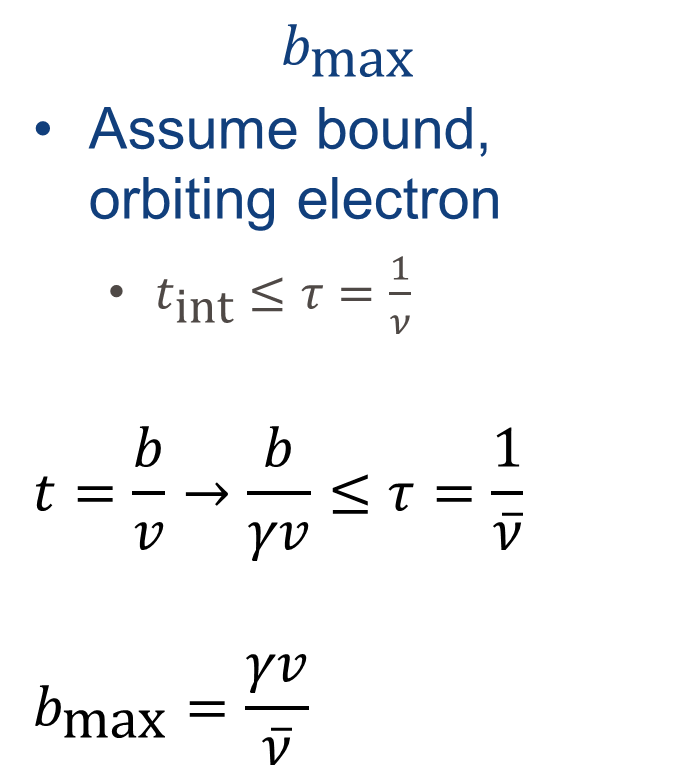 b_max
• Assume bound,
orbiting electron
• t_int ≤ τ = 1/ν
t = b/v → b/γv ≤ τ = 1/ν̄
b_max = γv/ν̄